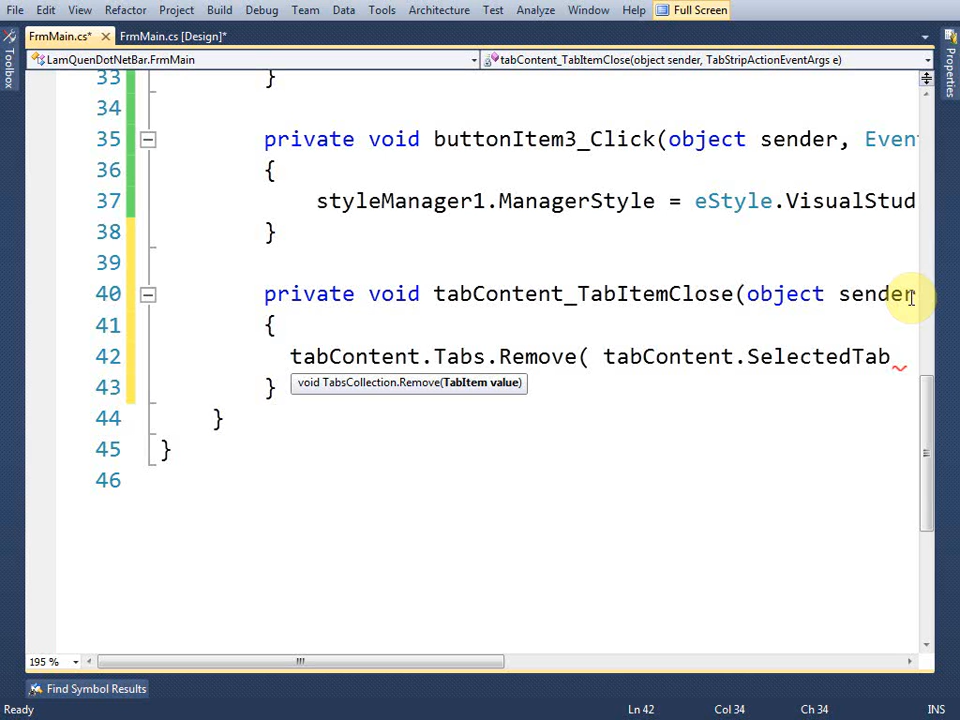 File Edit View Refactor Project Build Debug Team Data Tools Architecture Test Analyze Window Help Full Screen
FrmMain.cs* FrmMain.cs [Design]*
LamQuenDotNetBar.FrmMain tabContent_TabItemClose(object sender, TabStripActionEventArgs e)
Toolbox
Properties
33 }
34
35 private void buttonItem3_Click(object sender, Even
36 {
37 styleManager1.ManagerStyle = eStyle.VisualStud
38 }
39
40 private void tabContent_TabItemClose(object sender
41 {
42 tabContent.Tabs.Remove( tabContent.SelectedTab
43 } void TabsCollection.Remove(TabItem value)
44 }
45 }
46
195 %
Find Symbol Results
Ready Ln 42 Col 34 Ch 34 INS